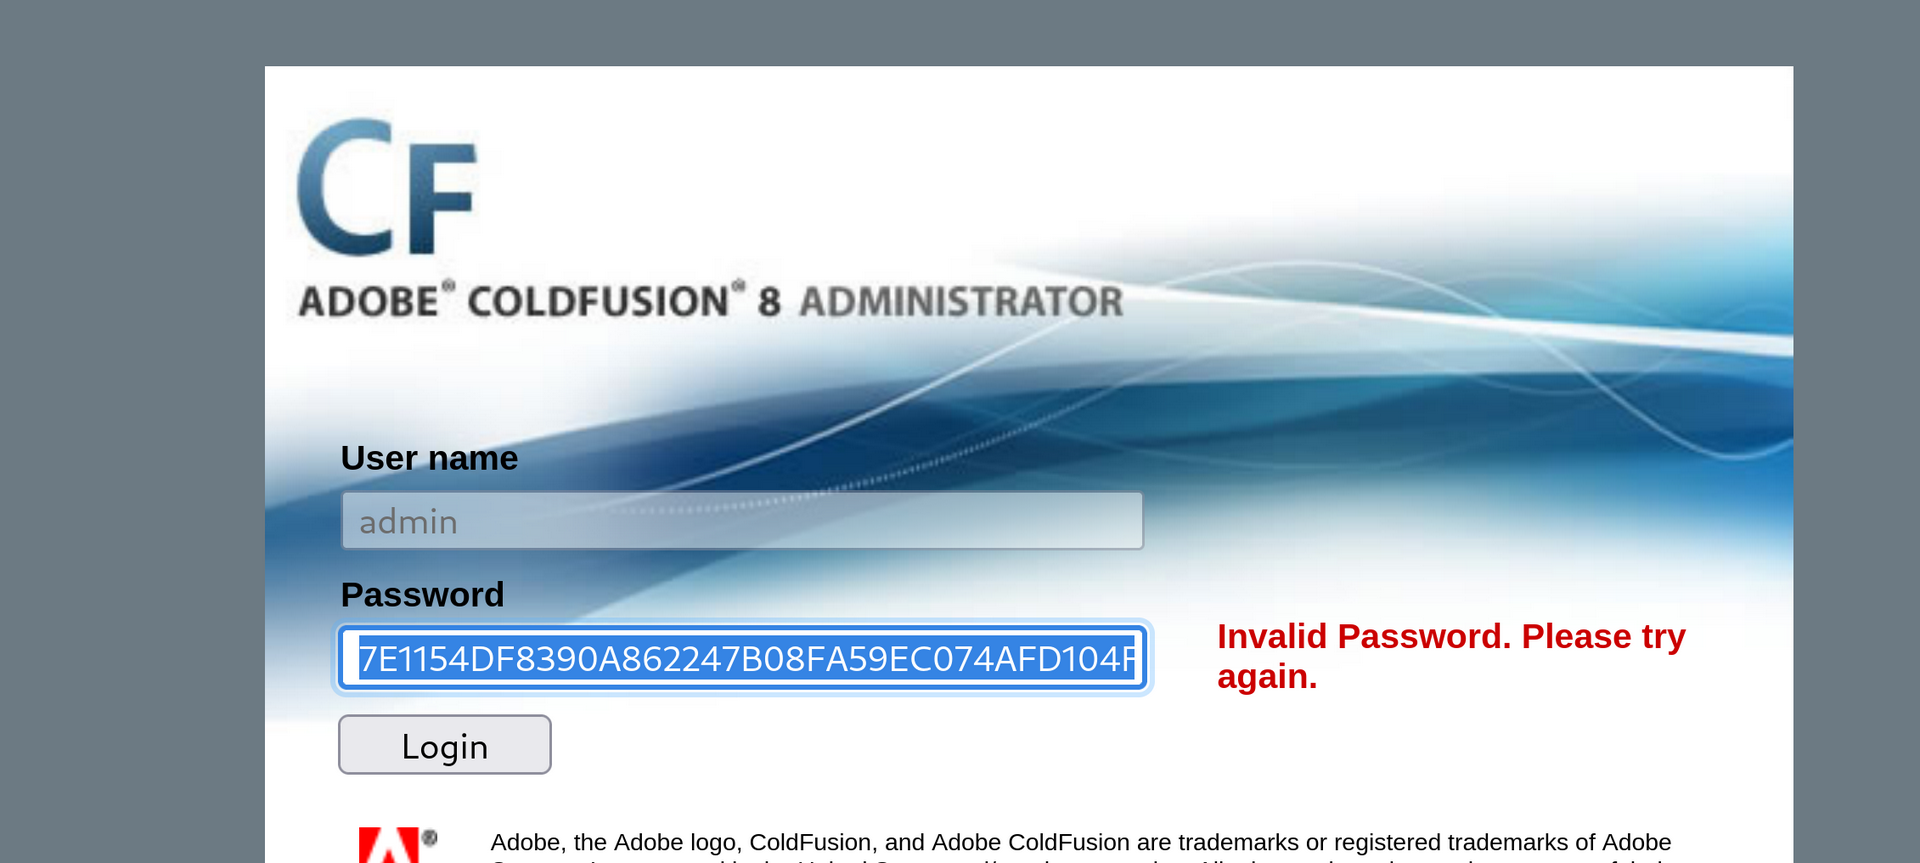 CF
ADOBE® COLDFUSION® 8 ADMINISTRATOR
User name
admin
Password
7E1154DF8390A862247B08FA59EC074AFD104F
Invalid Password. Please try
again.
Login
®
Adobe, the Adobe logo, ColdFusion, and Adobe ColdFusion are trademarks or registered trademarks of Adobe